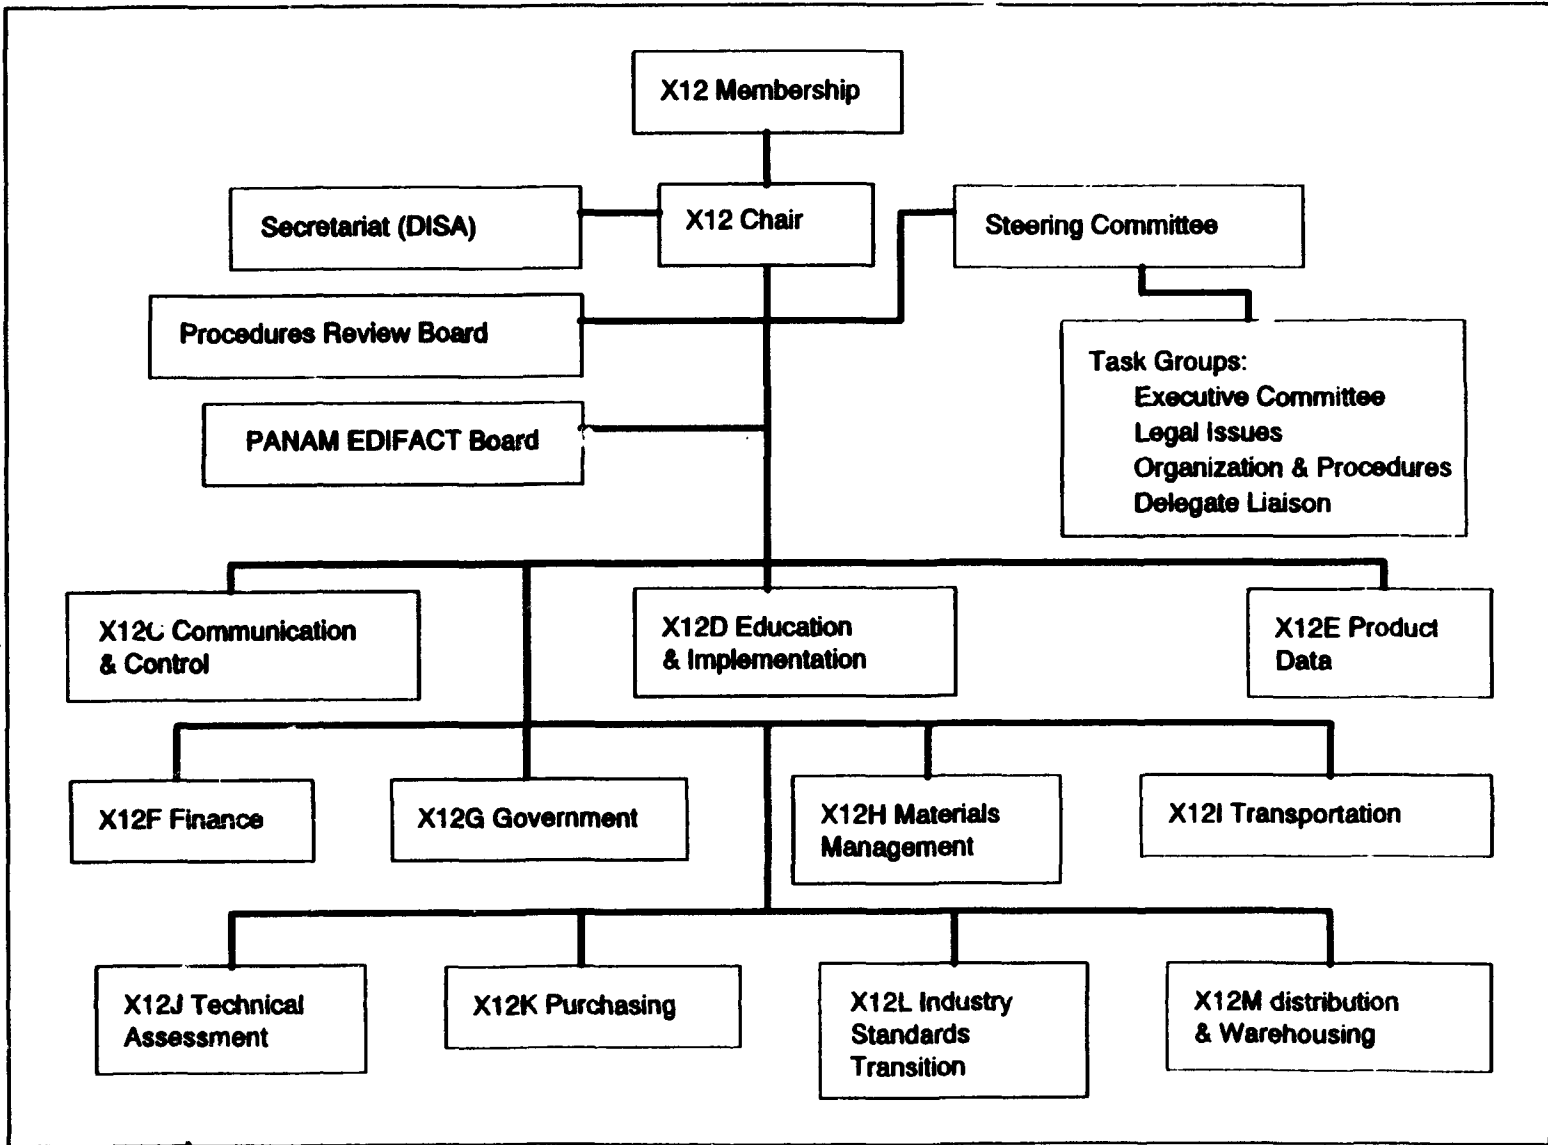 X12 Membership
Secretariat (DISA)
X12 Chair
Steering Committee
Procedures Review Board
Task Groups:
Executive Committee
Legal Issues
Organization & Procedures
Delegate Liaison
PANAM EDIFACT Board
X12C Communication
& Control
X12D Education
& Implementation
X12E Product
Data
X12F Finance
X12G Government
X12H Materials
Management
X12I Transportation
X12J Technical
Assessment
X12K Purchasing
X12L Industry
Standards
Transition
X12M distribution
& Warehousing